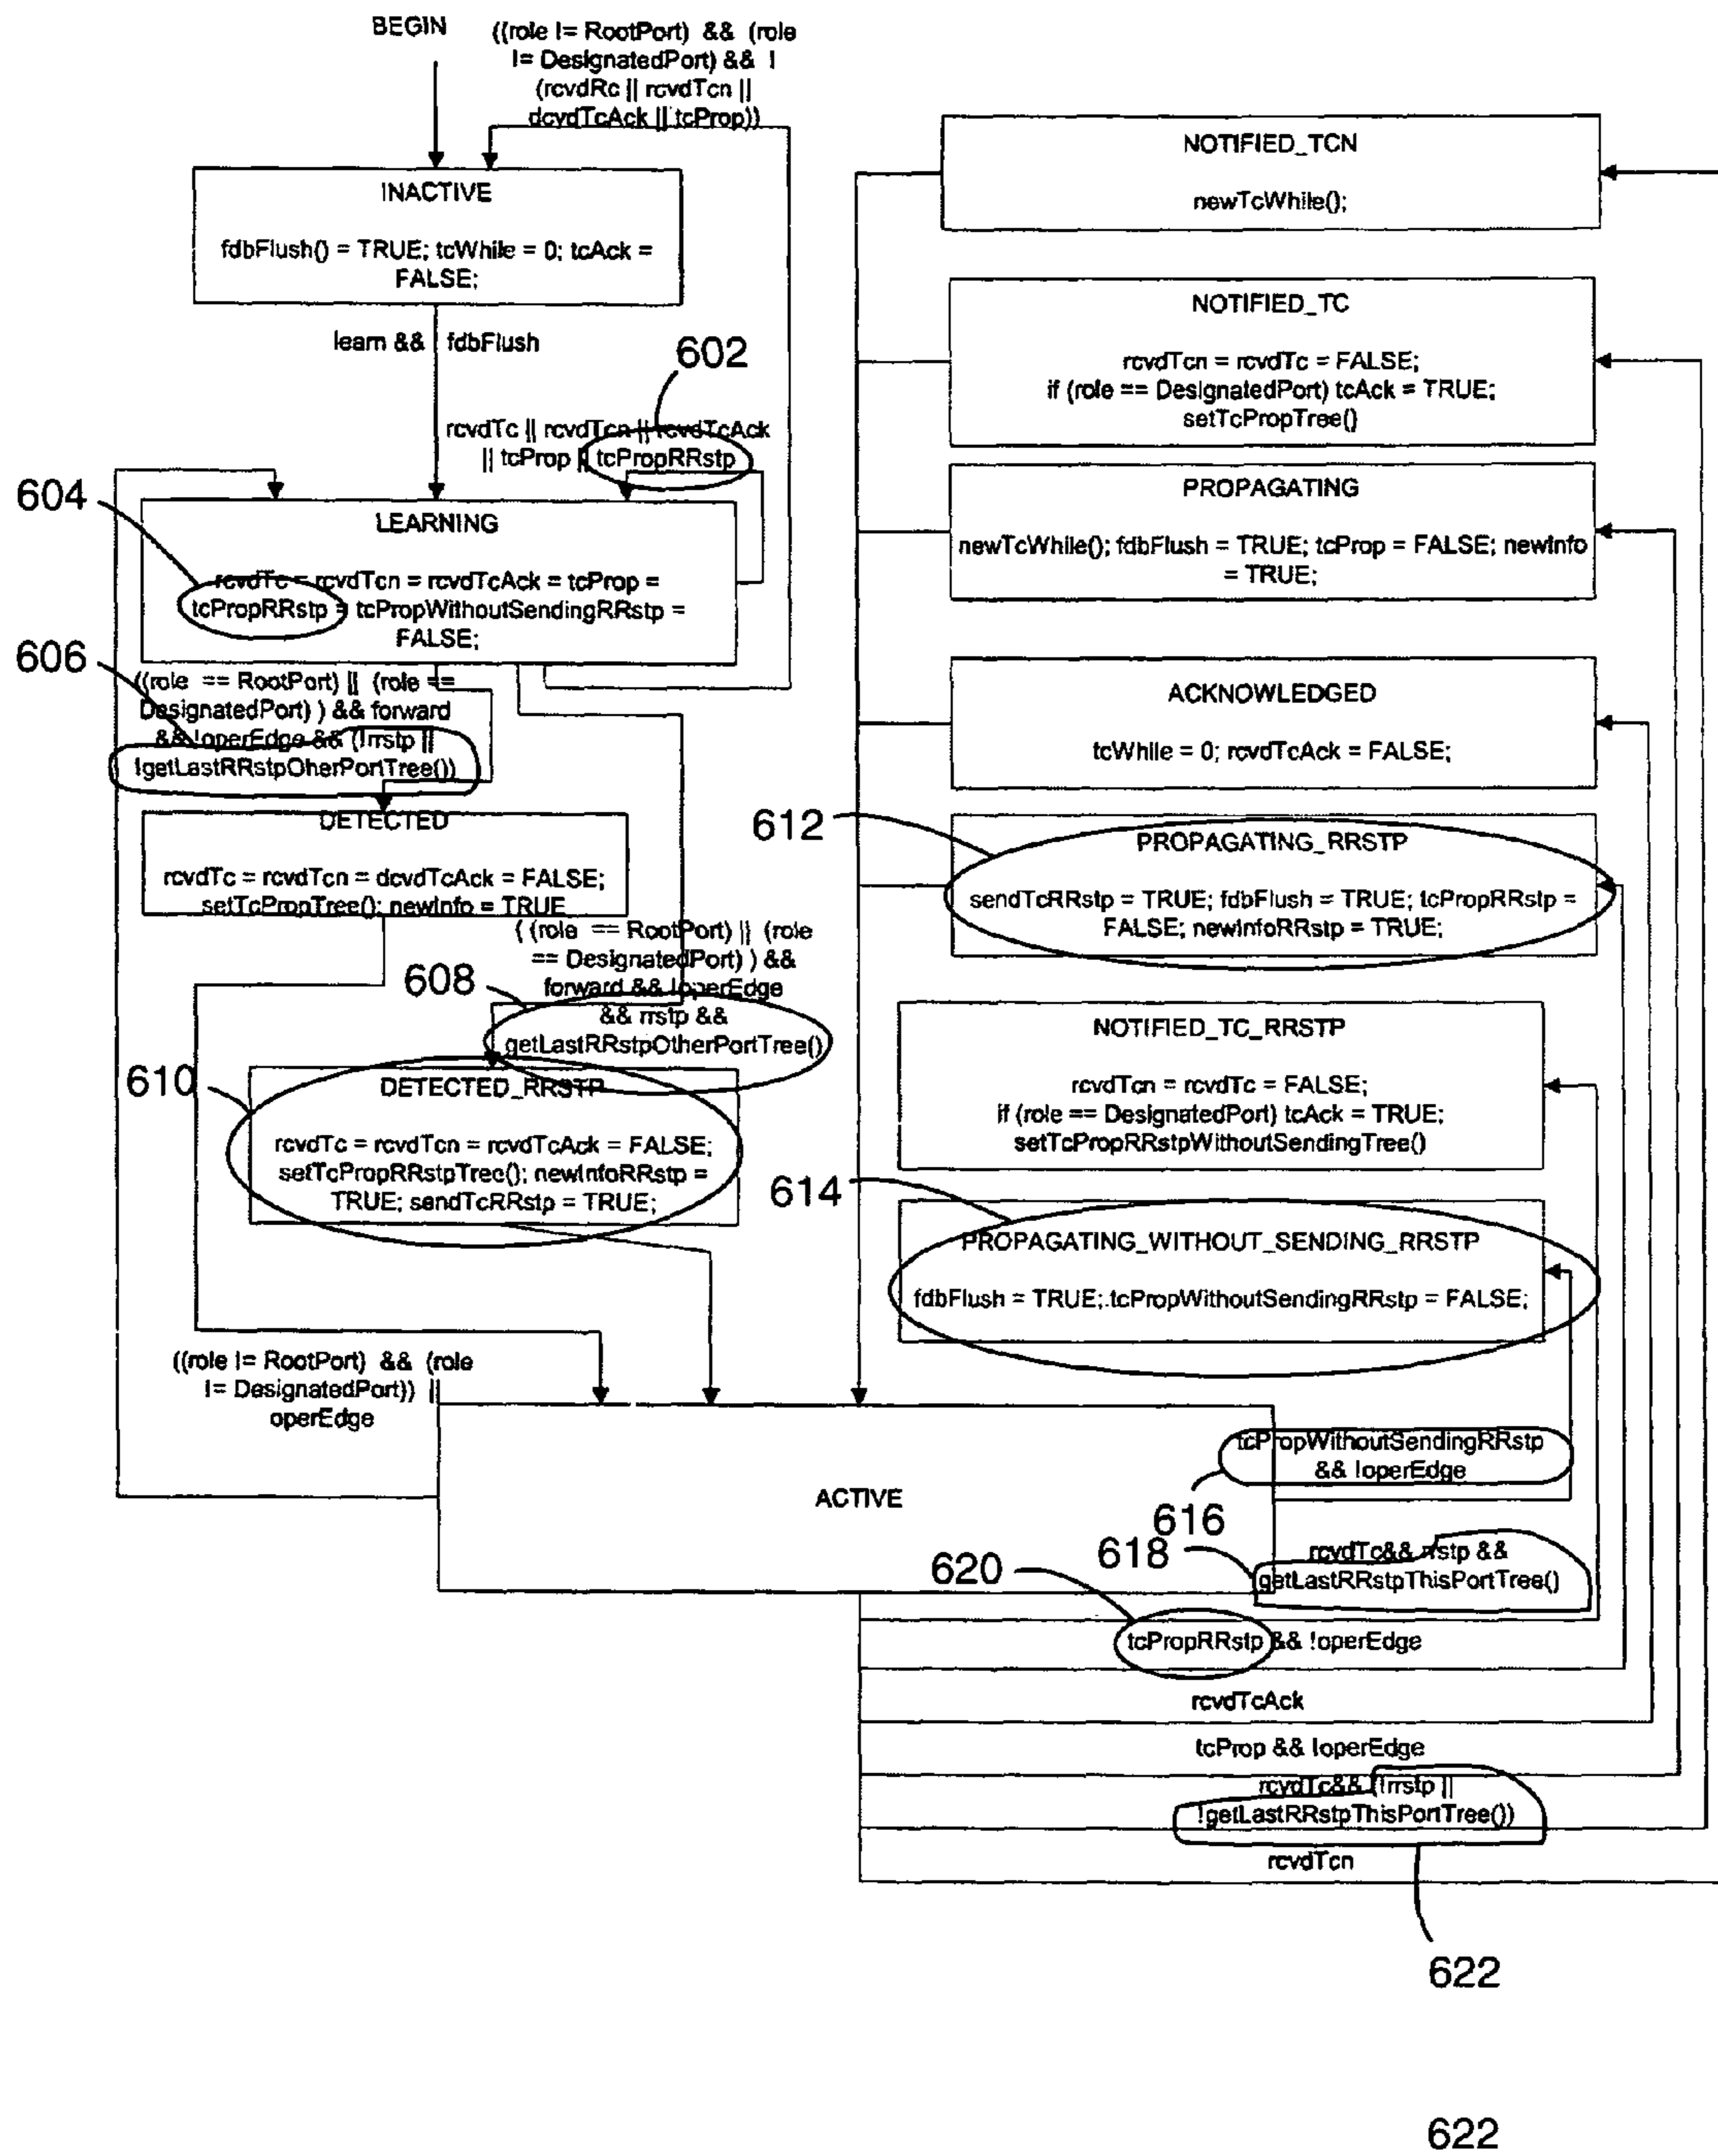 BEGIN
((role != RootPort) && (role
!= DesignatedPort) && !
(rcvdRc || rcvdTcn ||
dcvdTcAck || tcProp))
INACTIVE
fdbFlush() = TRUE; tcWhile = 0; tcAck =
FALSE;
learn && fdbFlush
602
rcvdTc || rcvdTcn || rcvdTcAck
|| tcProp || tcPropRRstp
604
LEARNING
rcvdTc = rcvdTcn = rcvdTcAck = tcProp =
tcPropRRstp = tcPropWithoutSendingRRstp =
FALSE;
606
((role == RootPort) || (role ==
DesignatedPort) ) && forward
&& !operEdge && (!rrstp ||
!getLastRRstpOherPortTree())
DETECTED
rcvdTc = rcvdTcn = dcvdTcAck = FALSE;
setTcPropTree(); newInfo = TRUE
( (role == RootPort) || (role
== DesignatedPort) ) &&
forward && !operEdge
&& rrstp &&
getLastRRstpOtherPortTree()
608
610
DETECTED_RRSTP
rcvdTc = rcvdTcn = rcvdTcAck = FALSE;
setTcPropRRstpTree(); newInfoRRstp =
TRUE; sendTcRRstp = TRUE;
((role != RootPort) && (role
!= DesignatedPort)) ||
operEdge
ACTIVE
NOTIFIED_TCN
newTcWhile();
NOTIFIED_TC
rcvdTcn = rcvdTc = FALSE;
if (role == DesignatedPort) tcAck = TRUE;
setTcPropTree()
PROPAGATING
newTcWhile(); fdbFlush = TRUE; tcProp = FALSE; newInfo
= TRUE;
ACKNOWLEDGED
tcWhile = 0; rcvdTcAck = FALSE;
612
PROPAGATING_RRSTP
sendTcRRstp = TRUE; fdbFlush = TRUE; tcPropRRstp =
FALSE; newInfoRRstp = TRUE;
NOTIFIED_TC_RRSTP
rcvdTcn = rcvdTc = FALSE;
if (role == DesignatedPort) tcAck = TRUE;
setTcPropRRstpWithoutSendingTree()
614
PROPAGATING_WITHOUT_SENDING_RRSTP
fdbFlush = TRUE; tcPropWithoutSendingRRstp = FALSE;
tcPropWithoutSendingRRstp
&& !operEdge
616
618
rcvdTc&& rrstp &&
getLastRRstpThisPortTree()
620
tcPropRRstp && !operEdge
rcvdTcAck
tcProp && !operEdge
rcvdTc&& (!rrstp ||
!getLastRRstpThisPortTree())
rcvdTcn
622
622